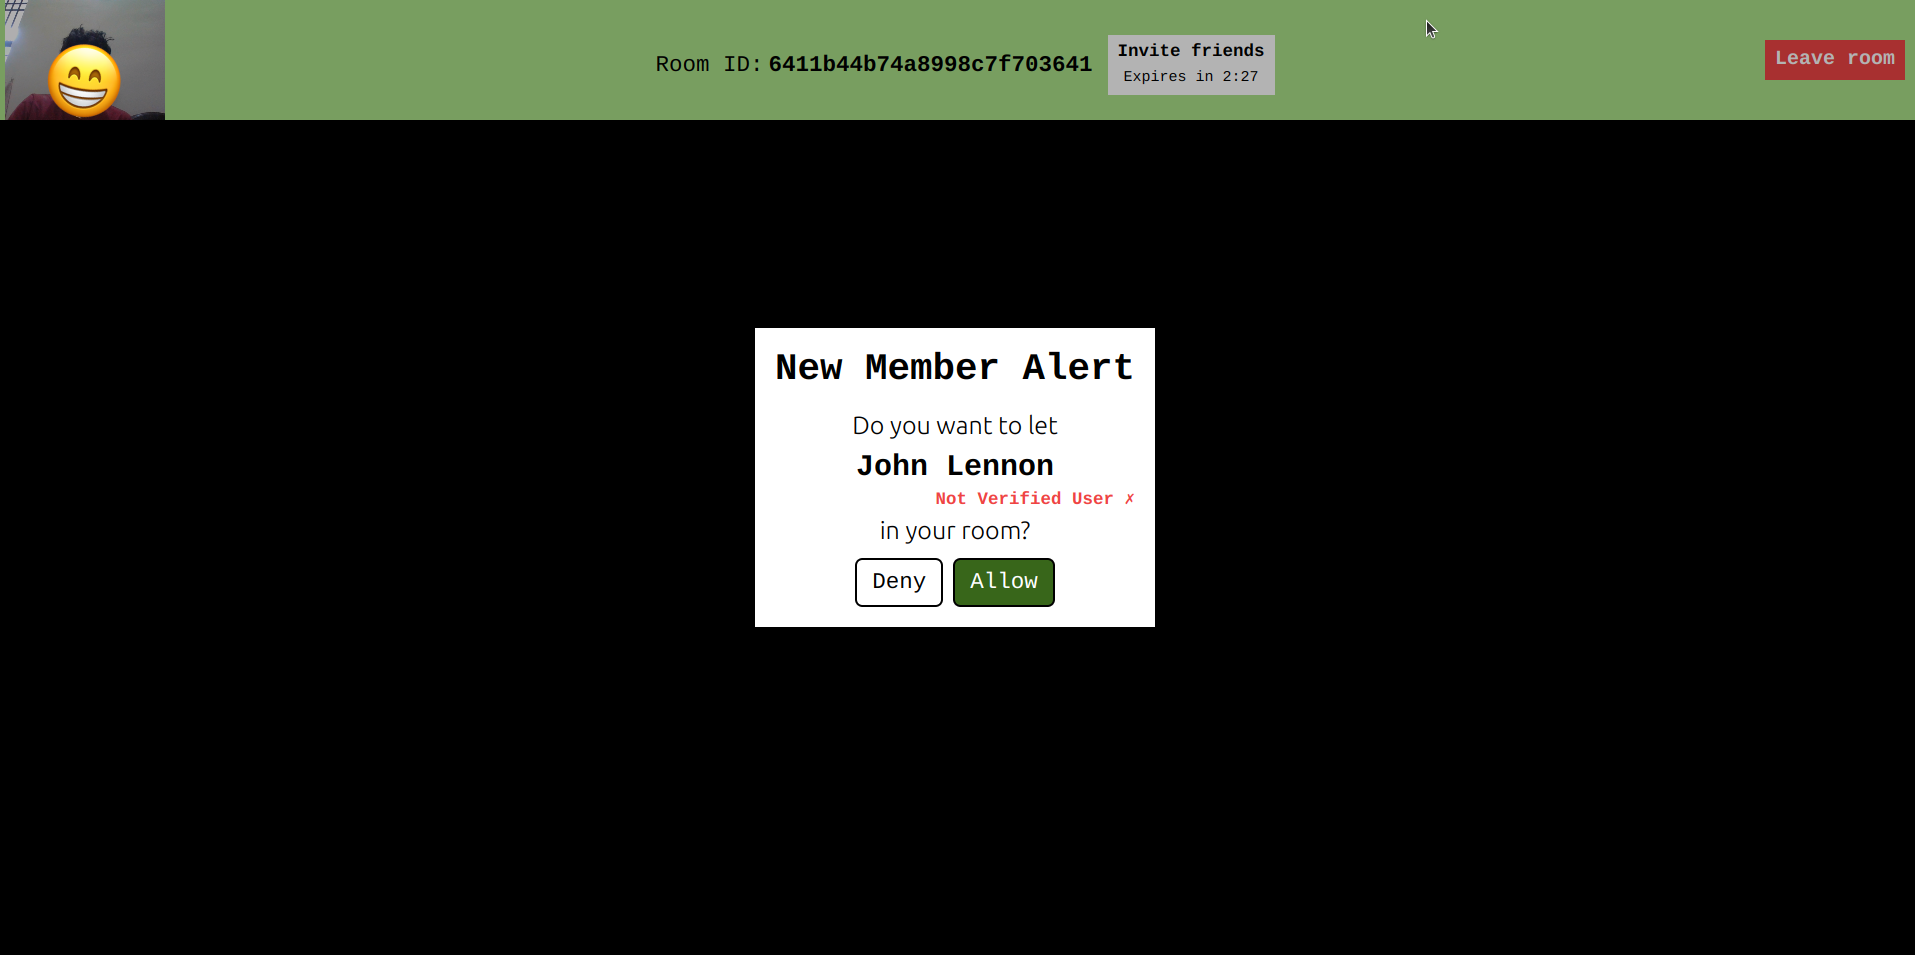 Room ID: 6411b44b74a8998c7f703641
Invite friends
Expires in 2:27
Leave room
New Member Alert
Do you want to let
John Lennon
Not Verified User ✗
in your room?
Deny
Allow